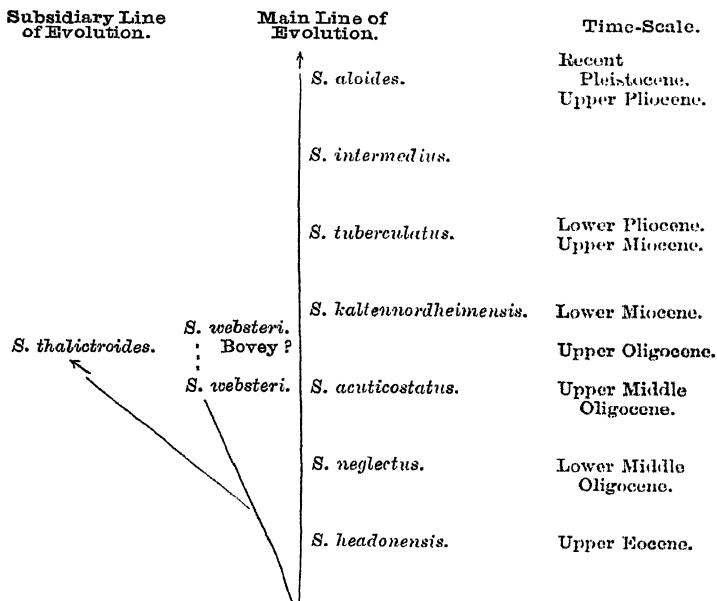 Subsidiary Line
of Evolution.
Main Line of
Evolution.
Time-Scale.
S. aloides.
Recent
Pleistocene.
Upper Pliocene.
S. intermedius.
S. tuberculatus.
Lower Pliocene.
Upper Miocene.
S. kaltennordheimensis.
Lower Miocene.
S. websteri.
Bovey ?
S. thalictroides.
Upper Oligocene.
S. websteri.
S. acuticostatus.
Upper Middle
Oligocene.
S. neglectus.
Lower Middle
Oligocene.
S. headonensis.
Upper Eocene.